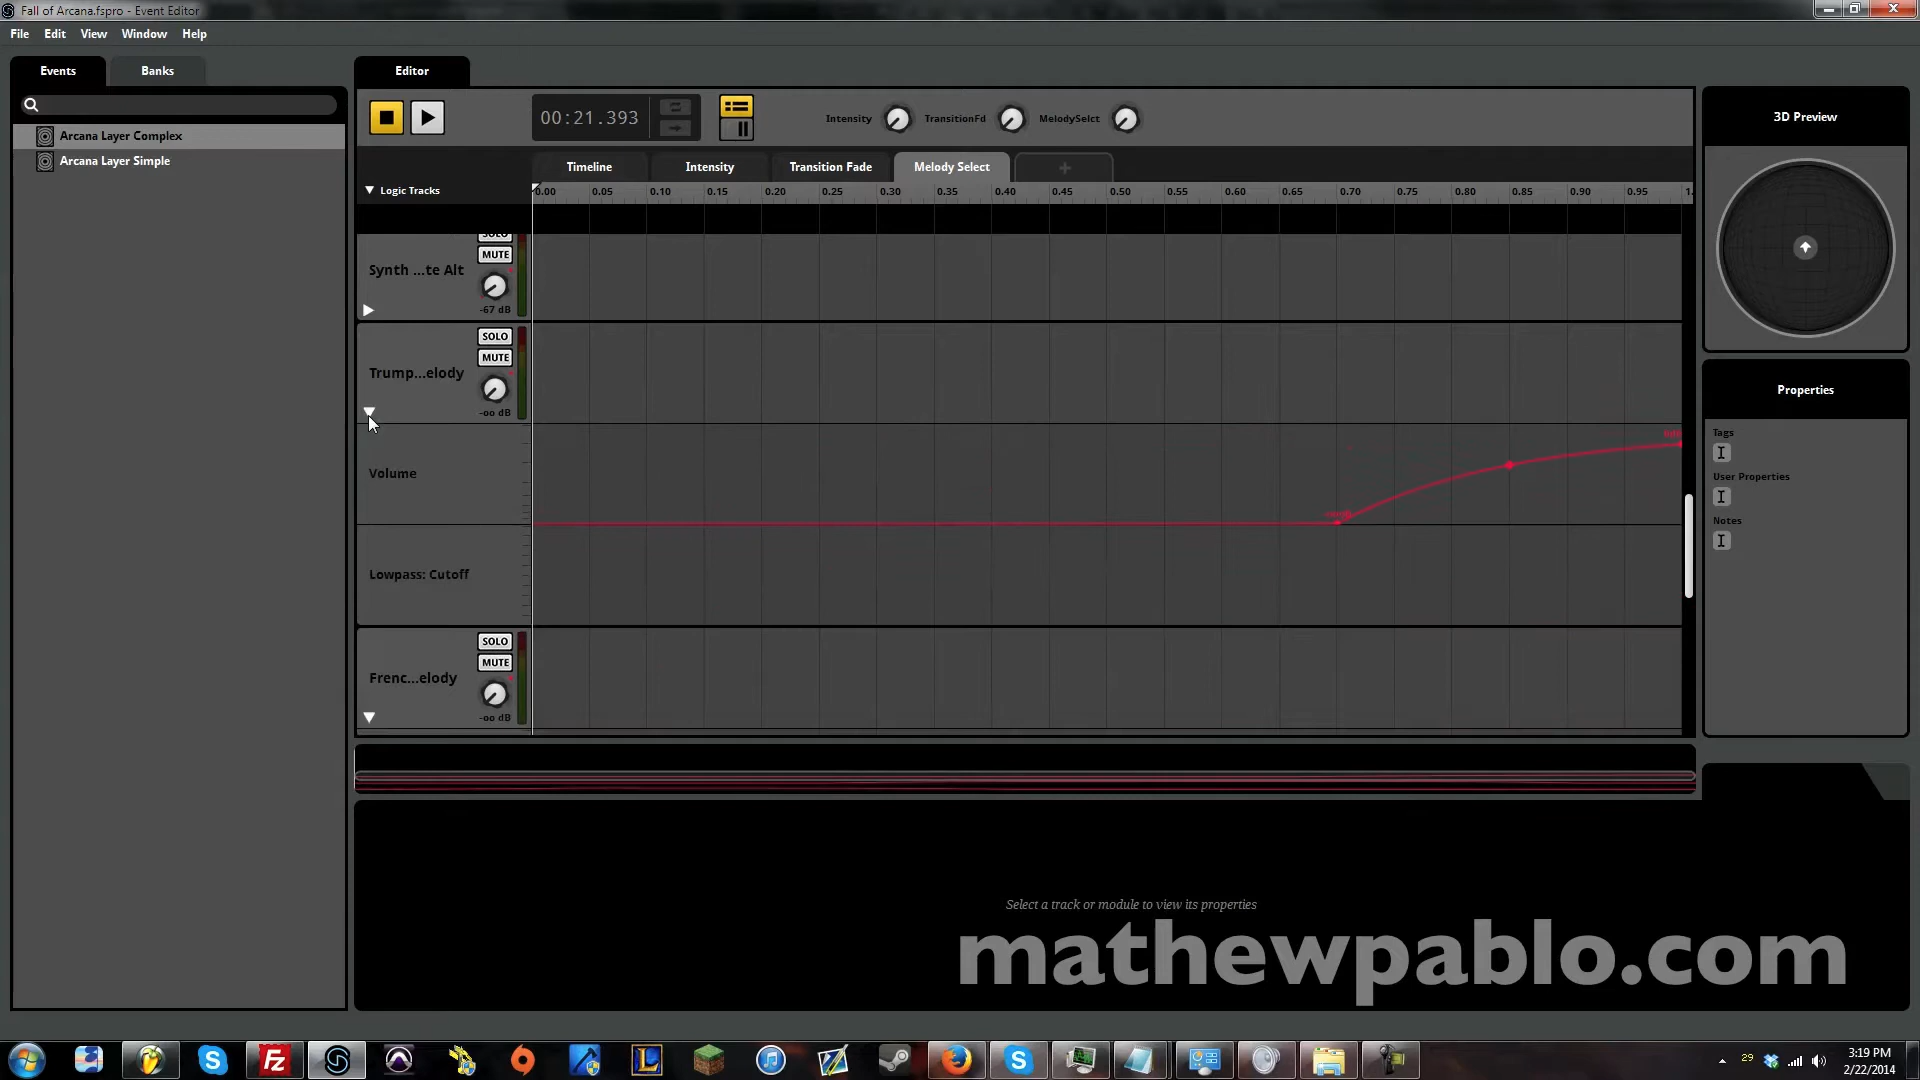 Fall of Arcana.fspro - Event Editor
File Edit View Window Help
Events Banks
Editor
Arcana Layer Complex
Arcana Layer Simple
00:21.393
Intensity TransitionFd MelodySelct
Timeline Intensity Transition Fade Melody Select +
Logic Tracks
0.00 0.05 0.10 0.15 0.20 0.25 0.30 0.35 0.40 0.45 0.50 0.55 0.60 0.65 0.70 0.75 0.80 0.85 0.90 0.95
SOLO
MUTE
Synth ...te Alt
-67 dB
SOLO
MUTE
Trump...elody
-oo dB
Volume
Lowpass: Cutoff
SOLO
MUTE
Frenc...elody
-oo dB
3D Preview
Properties
Tags
User Properties
Notes
Select a track or module to view its properties
mathewpablo.com
29
3:19 PM
2/22/2014